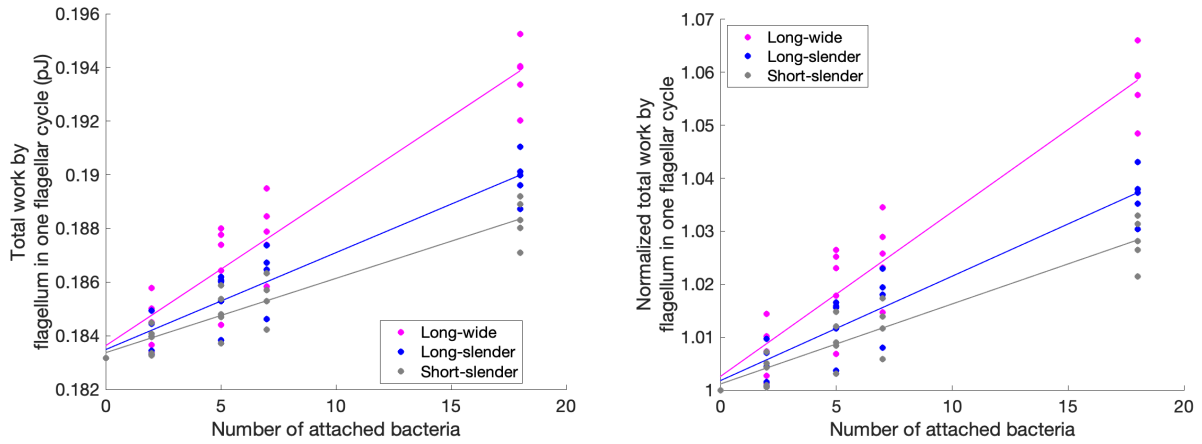 0.196
0.194
0.192
0.19
0.188
0.186
0.184
0.182
0
5
10
15
20
Total work by
flagellum in one flagellar cycle (pJ)
Number of attached bacteria
Long-wide
Long-slender
Short-slender
1.07
1.06
1.05
1.04
1.03
1.02
1.01
1
0
5
10
15
20
Normalized total work by
flagellum in one flagellar cycle
Number of attached bacteria
Long-wide
Long-slender
Short-slender